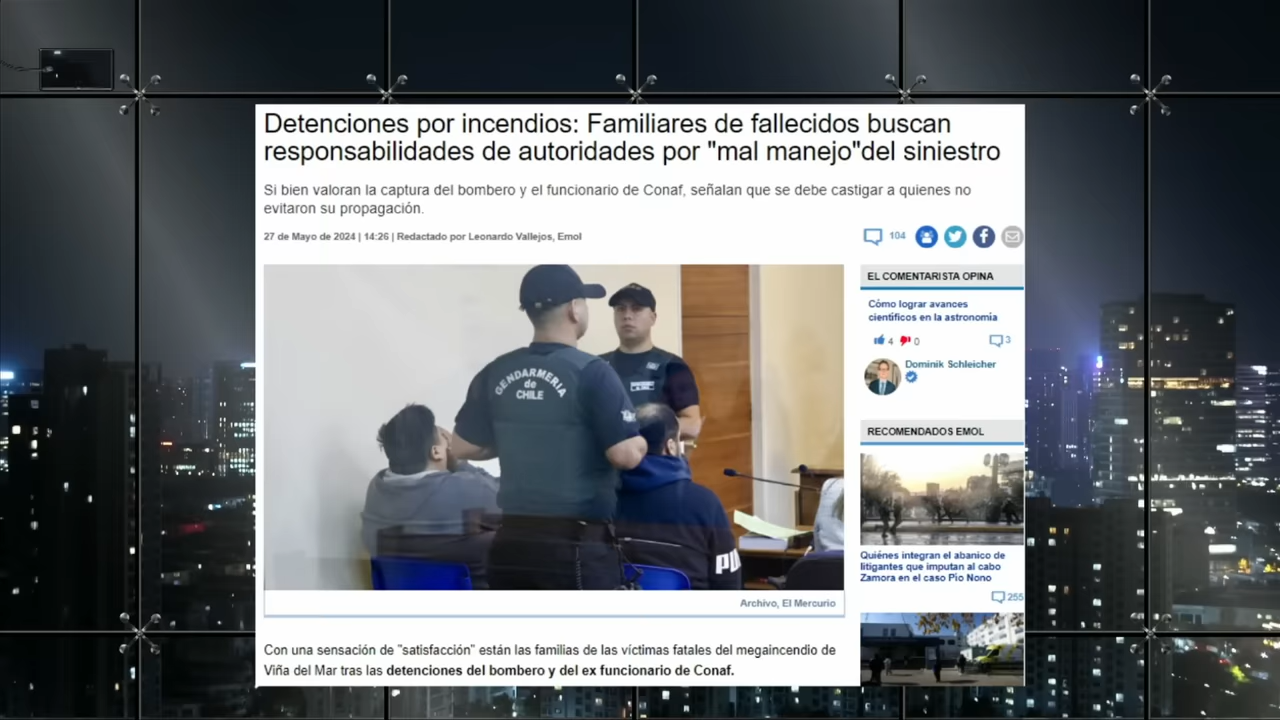 Detenciones por incendios: Familiares de fallecidos buscan
responsabilidades de autoridades por "mal manejo"del siniestro
Si bien valoran la captura del bombero y el funcionario de Conaf, señalan que se debe castigar a quienes no
evitaron su propagación.
27 de Mayo de 2024 | 14:26 | Redactado por Leonardo Vallejos, Emol
104
GENDARMERIA
de
CHILE
Archivo, El Mercurio
Con una sensación de "satisfacción" están las familias de las víctimas fatales del megaincendio de
Viña del Mar tras las detenciones del bombero y del ex funcionario de Conaf.
EL COMENTARISTA OPINA
Cómo lograr avances
científicos en la astronomía
4 0 3
Dominik Schleicher
RECOMENDADOS EMOL
Quiénes integran el abanico de
litigantes que imputan al cabo
Zamora en el caso Pío Nono
255